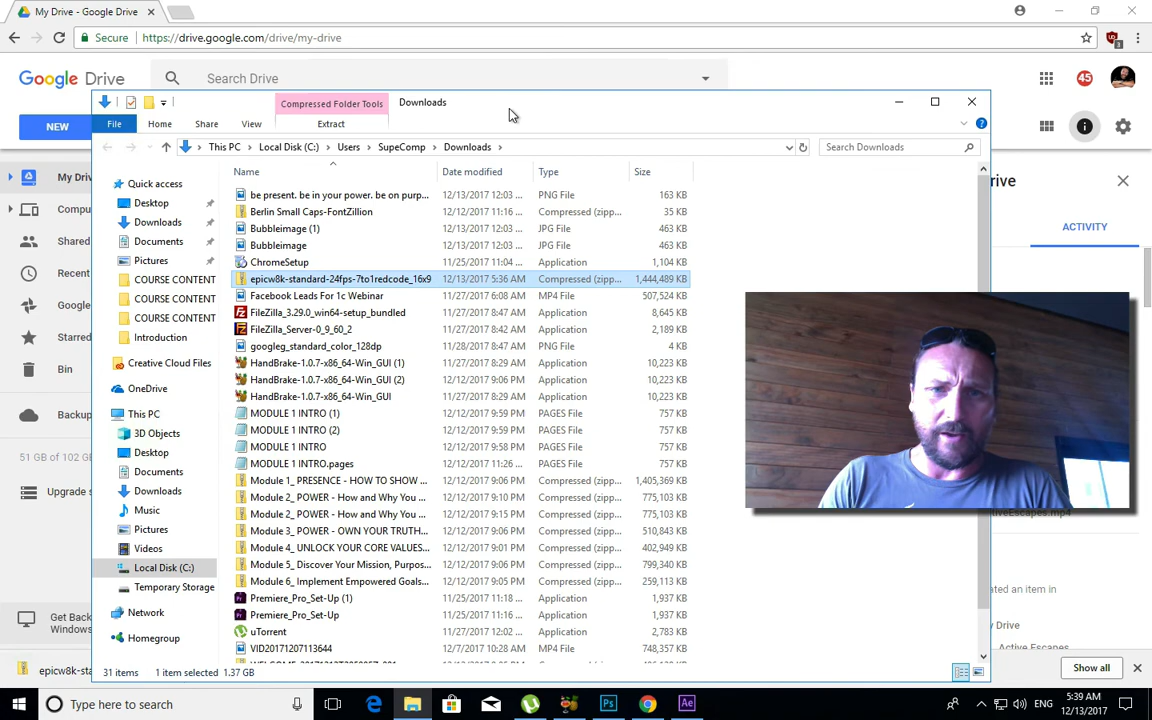 My Drive - Google Drive
Secure https://drive.google.com/drive/my-drive
3
Google Drive Search Drive
45
Compressed Folder Tools Downloads
NEW
File Home Share View Extract
This PC Local Disk (C:) Users SupeComp Downloads
Search Downloads
Name Date modified Type Size
be present. be in your power. be on purp... 12/13/2017 12:03 ... PNG File 163 KB
Berlin Small Caps-FontZillion 12/12/2017 11:16 ... Compressed (zipp... 35 KB
Bubbleimage (1) 12/13/2017 12:03 ... JPG File 463 KB
Bubbleimage 12/13/2017 12:03 ... JPG File 463 KB
ChromeSetup 11/25/2017 11:04 ... Application 1,104 KB
epicw8k-standard-24fps-7to1redcode_16x9 12/13/2017 5:36 AM Compressed (zipp... 1,444,489 KB
Facebook Leads For 1c Webinar 11/27/2017 6:08 AM MP4 File 507,524 KB
FileZilla_3.29.0_win64-setup_bundled 11/27/2017 8:47 AM Application 8,645 KB
FileZilla_Server-0_9_60_2 11/27/2017 8:42 AM Application 2,189 KB
googleg_standard_color_128dp 11/28/2017 8:47 AM PNG File 4 KB
HandBrake-1.0.7-x86_64-Win_GUI (1) 11/27/2017 8:29 AM Application 10,223 KB
HandBrake-1.0.7-x86_64-Win_GUI (2) 12/12/2017 9:06 PM Application 10,223 KB
HandBrake-1.0.7-x86_64-Win_GUI 11/27/2017 8:29 AM Application 10,223 KB
MODULE 1 INTRO (1) 12/12/2017 9:59 PM PAGES File 757 KB
MODULE 1 INTRO (2) 12/12/2017 9:59 PM PAGES File 757 KB
MODULE 1 INTRO 12/12/2017 9:58 PM PAGES File 757 KB
MODULE 1 INTRO.pages 12/12/2017 11:26 ... PAGES File 757 KB
Module 1_ PRESENCE - HOW TO SHOW ... 12/12/2017 9:06 PM Compressed (zipp... 1,405,369 KB
Module 2_ POWER - How and Why You ... 12/12/2017 9:10 PM Compressed (zipp... 775,103 KB
Module 2_ POWER - How and Why You ... 12/12/2017 9:15 PM Compressed (zipp... 775,103 KB
Module 3_ POWER - OWN YOUR TRUTH... 12/12/2017 9:06 PM Compressed (zipp... 510,843 KB
Module 4_ UNLOCK YOUR CORE VALUES... 12/12/2017 9:01 PM Compressed (zipp... 402,949 KB
Module 5_ Discover Your Mission, Purpos... 12/12/2017 9:06 PM Compressed (zipp... 799,340 KB
Module 6_ Implement Empowered Goals... 12/12/2017 9:05 PM Compressed (zipp... 259,113 KB
Premiere_Pro_Set-Up (1) 11/25/2017 11:18 ... Application 1,937 KB
Premiere_Pro_Set-Up 11/25/2017 11:16 ... Application 1,937 KB
uTorrent 11/27/2017 12:02 ... Application 2,783 KB
VID20171207113644 12/7/2017 10:28 AM MP4 File 748,357 KB
Quick access
Desktop
Downloads
Documents
Pictures
COURSE CONTENT
COURSE CONTENT
COURSE CONTENT
Introduction
Creative Cloud Files
OneDrive
This PC
3D Objects
Desktop
Documents
Downloads
Music
Pictures
Videos
Local Disk (C:)
Temporary Storage
Network
Homegroup
31 items 1 item selected 1.37 GB
My Driv
Compu
Shared
Recent
Google
Starred
Bin
Backup
51 GB of 102 G
Upgrade s
Get Back
Windows
rive
ACTIVITY
ctiveEscapes.mp4
ated an item in
y Drive
Active Escapes
epicw8k-sta
Show all
Type here to search
Ps
Ae
ENG
5:39 AM
12/13/2017